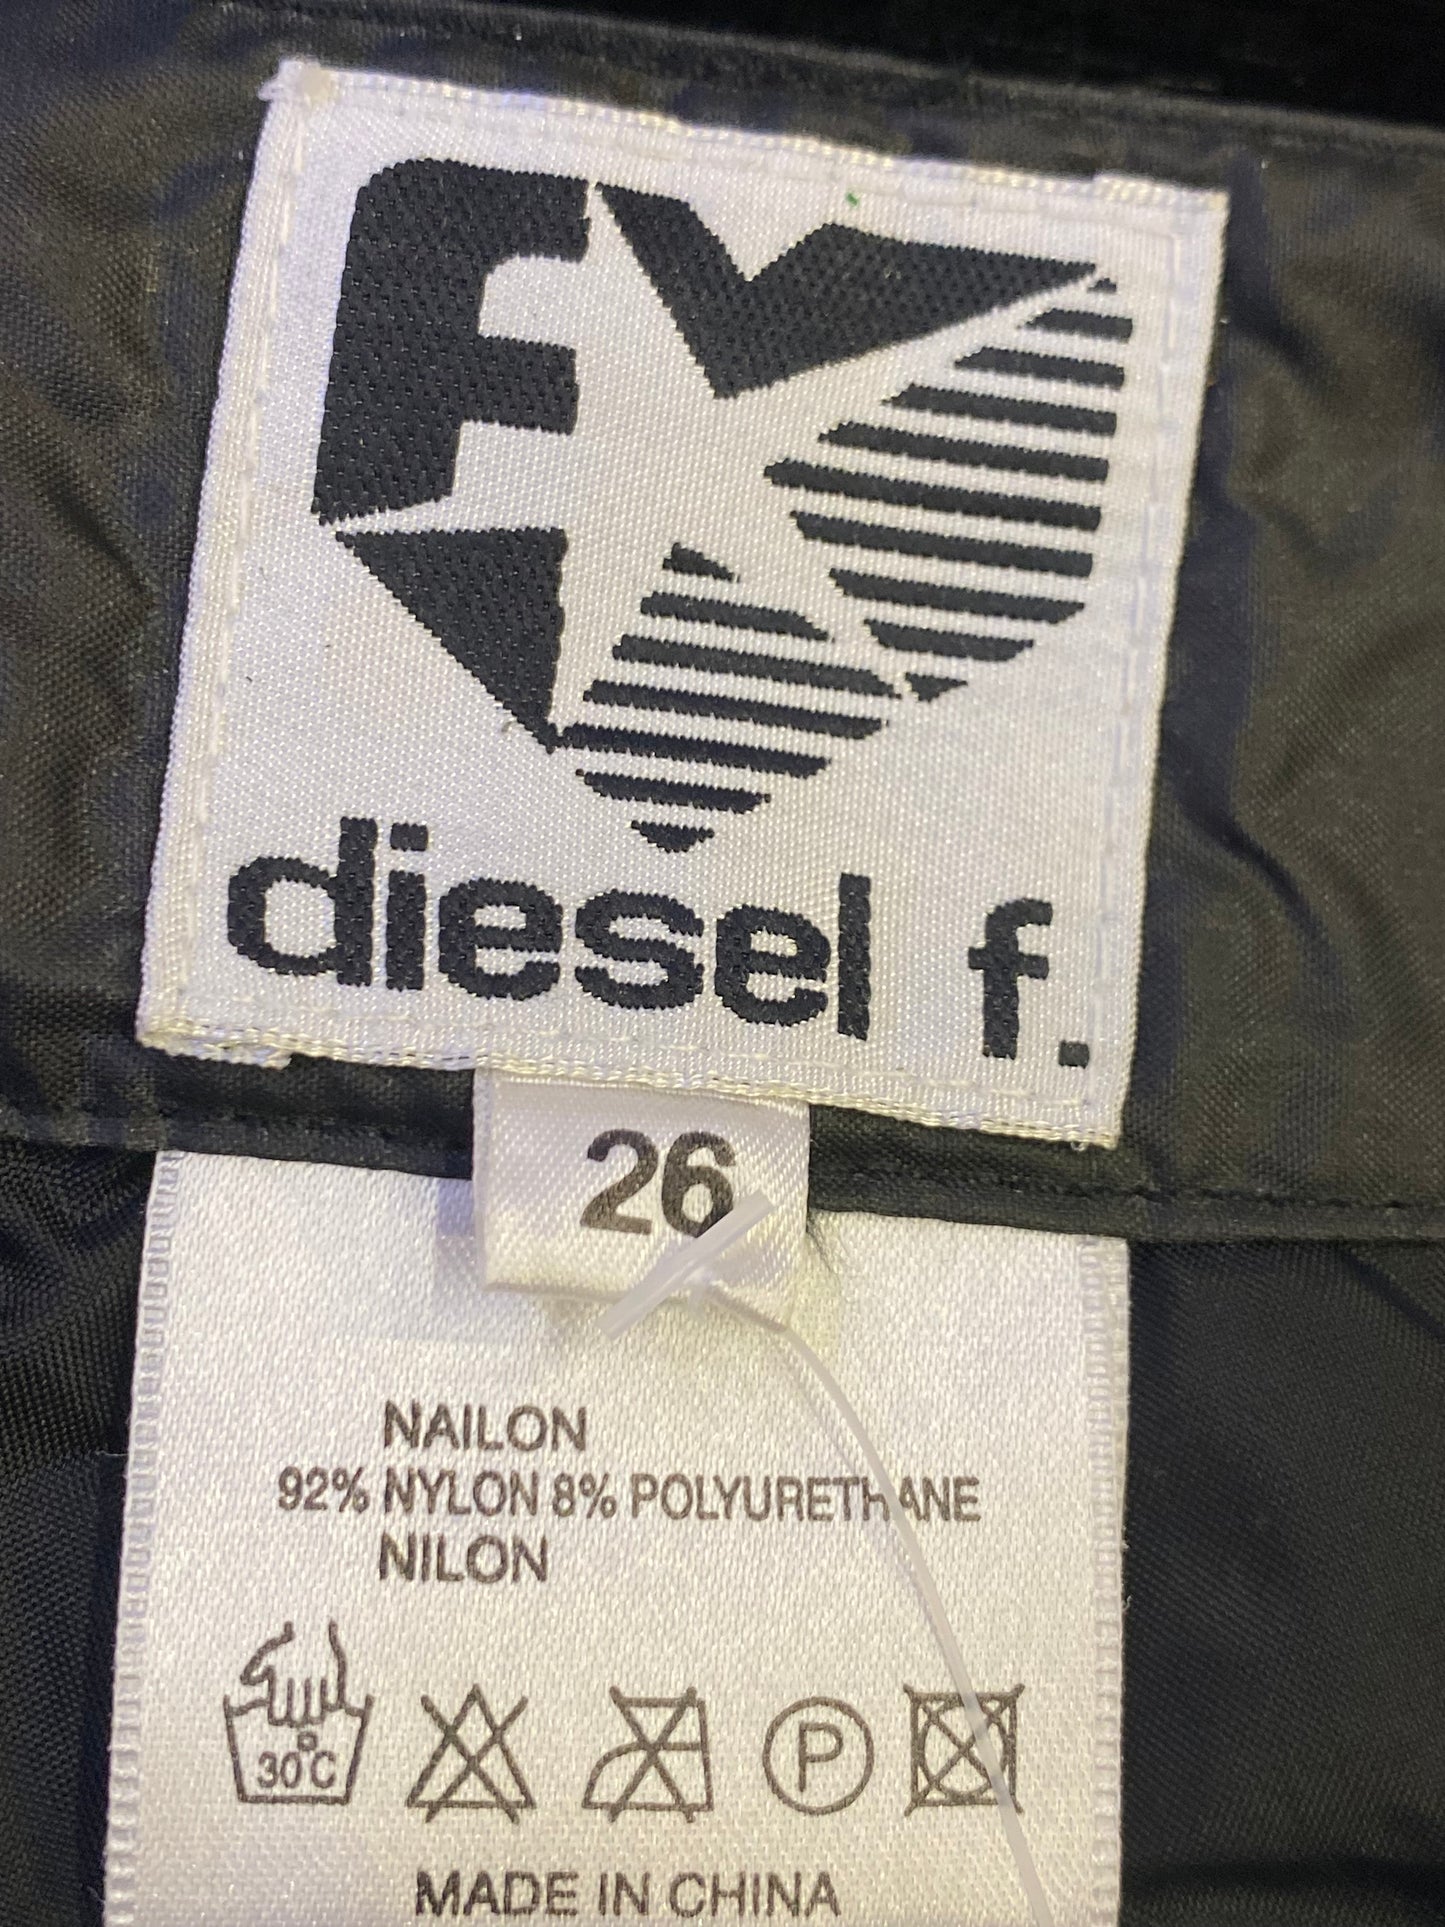 F
diesel f.
26
NAILON
92% NYLON 8% POLYURETHANE
NILON
30°C
P
MADE IN CHINA